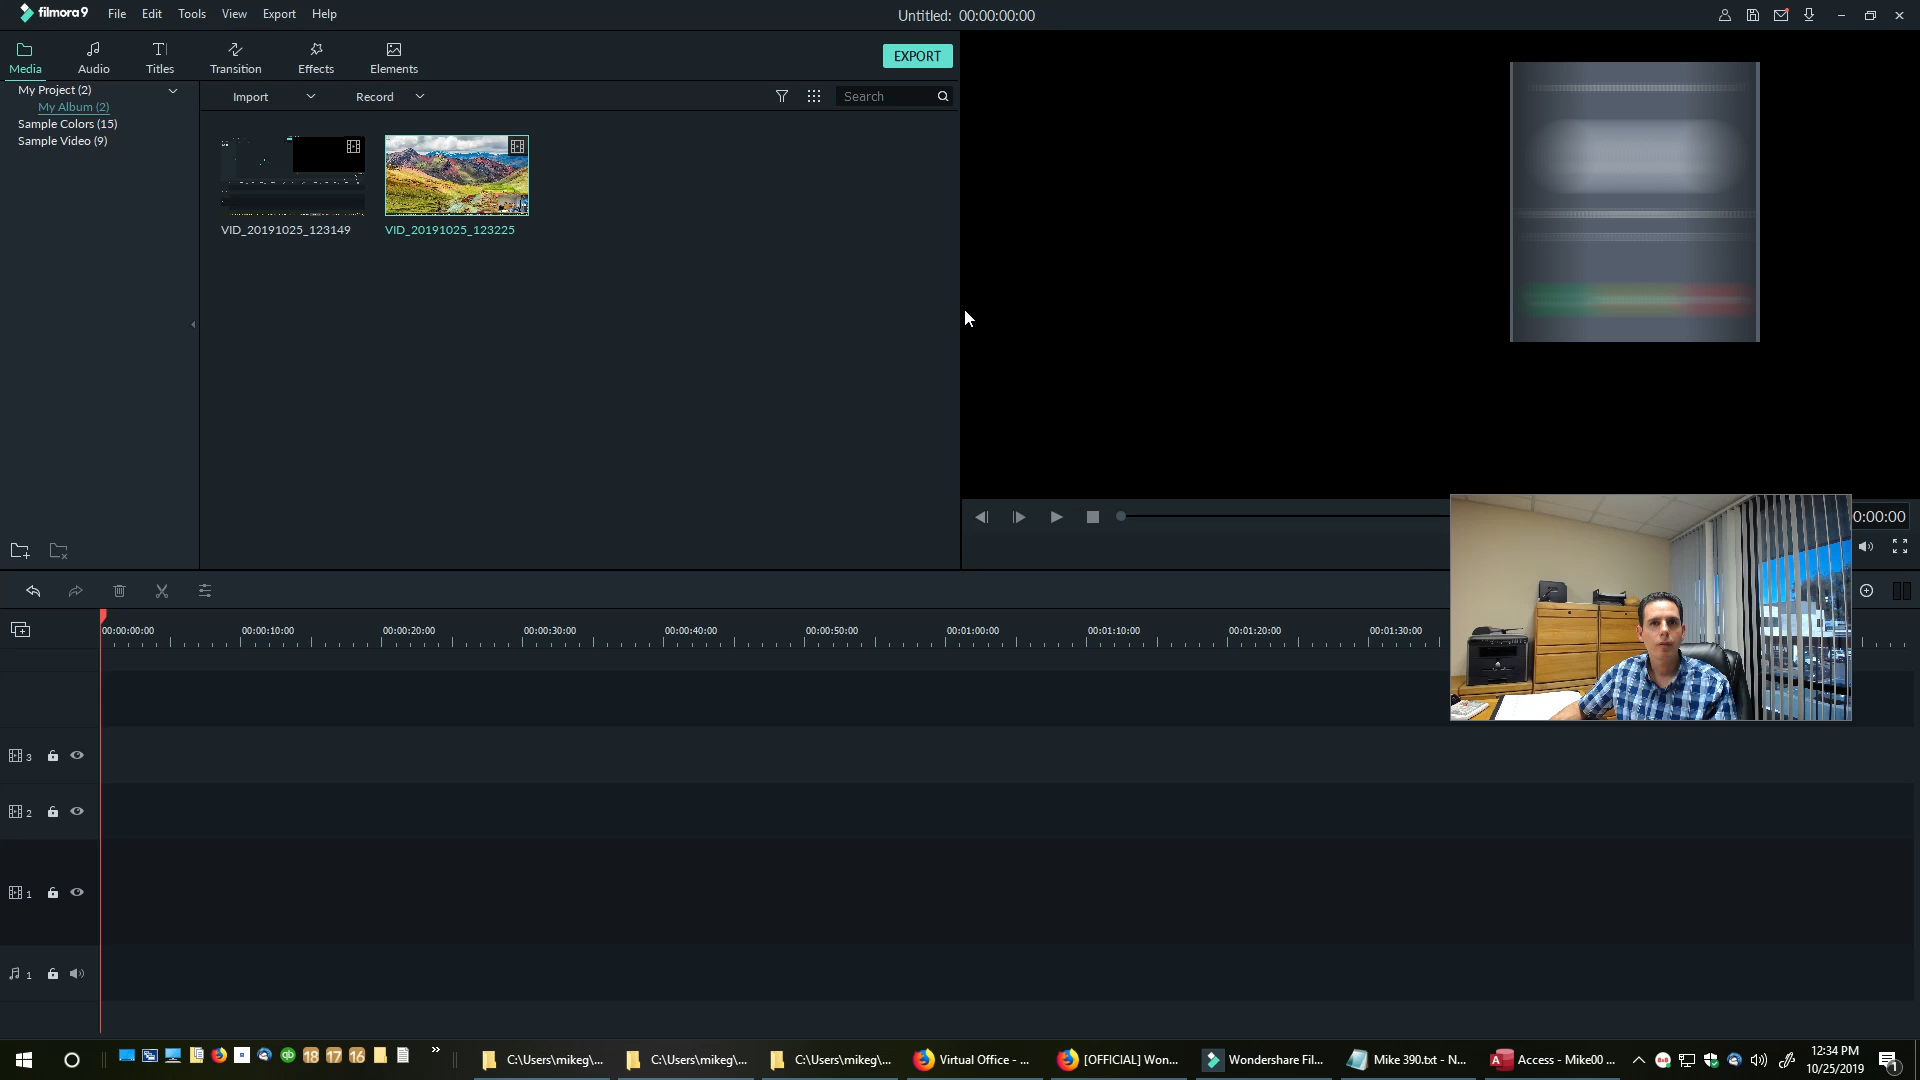 filmora9 File Edit Tools View Export Help
Untitled: 00:00:00:00
Media
Audio
Titles
Transition
Effects
Elements
EXPORT
My Project (2)
My Album (2)
Sample Colors (15)
Sample Video (9)
Import
Record
Search
VID_20191025_123149
VID_20191025_123225
0:00:00
00:00:00:00
00:00:10:00
00:00:20:00
00:00:30:00
00:00:40:00
00:00:50:00
00:01:00:00
00:01:10:00
00:01:20:00
00:01:30:00
3
2
1
1
18
17
16
C:\Users\mikeg\...
C:\Users\mikeg\...
C:\Users\mikeg\...
Virtual Office - ...
[OFFICIAL] Won...
Wondershare Fil...
Mike 390.txt - N...
Access - Mike00 ...
12:34 PM
10/25/2019
1